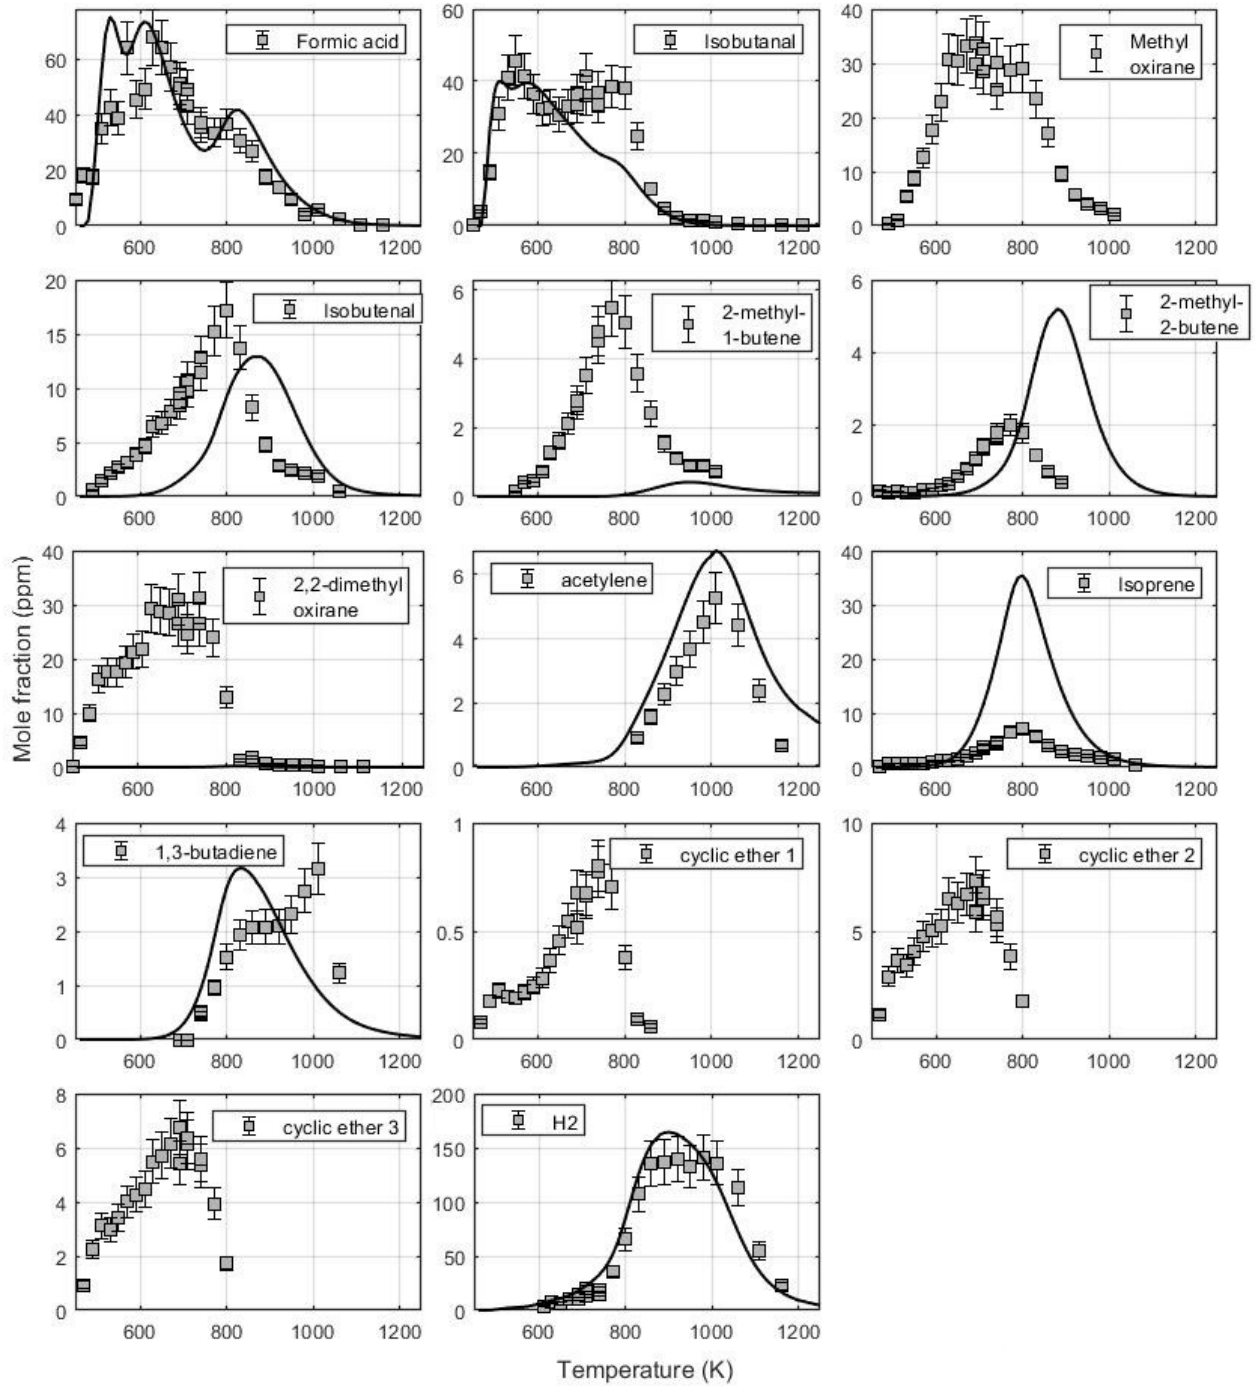 Formic acid
60
40
20
0
600 800 1000 1200
Isobutanal
60
40
20
0
600 800 1000 1200
Methyl
oxirane
40
30
20
10
0
600 800 1000 1200
Isobutenal
20
15
10
5
0
600 800 1000 1200
2-methyl-
1-butene
6
4
2
0
600 800 1000 1200
2-methyl-
2-butene
6
4
2
0
600 800 1000 1200
Mole fraction (ppm)
2,2-dimethyl
oxirane
40
30
20
10
0
600 800 1000 1200
acetylene
6
4
2
0
600 800 1000 1200
Isoprene
40
30
20
10
0
600 800 1000 1200
1,3-butadiene
4
3
2
1
0
600 800 1000 1200
cyclic ether 1
1
0.5
0
600 800 1000 1200
cyclic ether 2
10
5
0
600 800 1000 1200
cyclic ether 3
8
6
4
2
0
600 800 1000 1200
H2
200
150
100
50
0
600 800 1000 1200
Temperature (K)